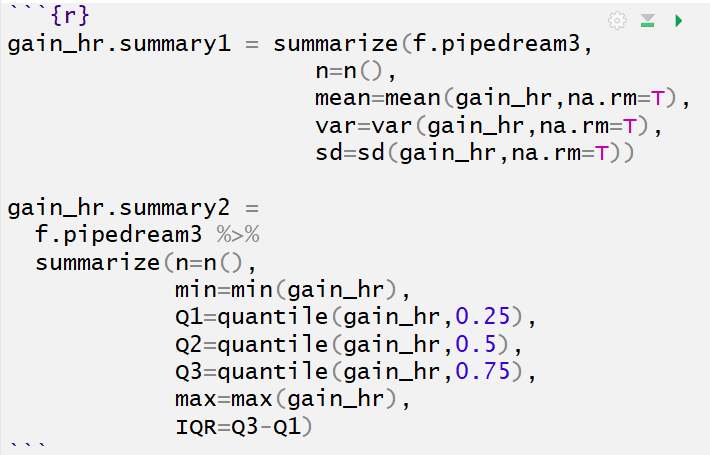 ```{r}
gain_hr.summary1 = summarize(f.pipedream3,
                             n=n(),
                             mean=mean(gain_hr,na.rm=T),
                             var=var(gain_hr,na.rm=T),
                             sd=sd(gain_hr,na.rm=T))

gain_hr.summary2 =
  f.pipedream3 %>%
  summarize(n=n(),
            min=min(gain_hr),
            Q1=quantile(gain_hr,0.25),
            Q2=quantile(gain_hr,0.5),
            Q3=quantile(gain_hr,0.75),
            max=max(gain_hr),
            IQR=Q3-Q1)
```